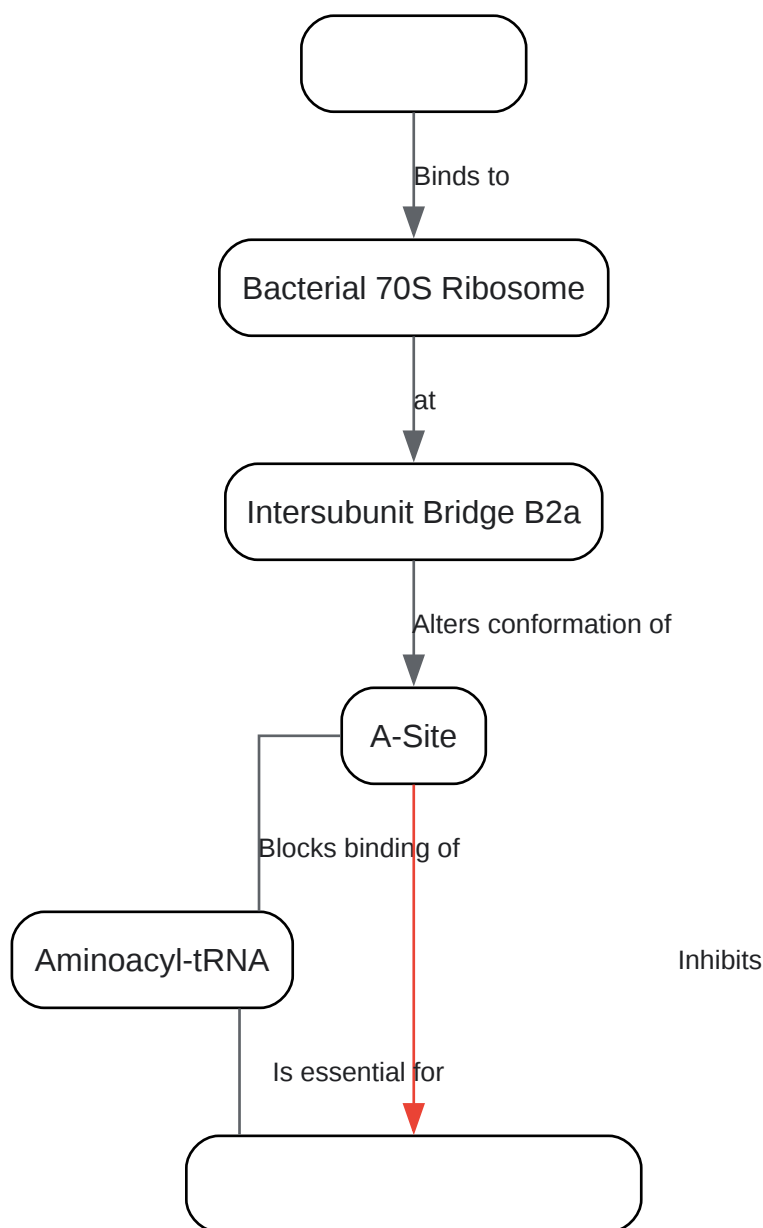 Binds to
Bacterial 70S Ribosome
at
Intersubunit Bridge B2a
Alters conformation of
A-Site
Blocks binding of
Aminoacyl-tRNA
Inhibits
Is essential for